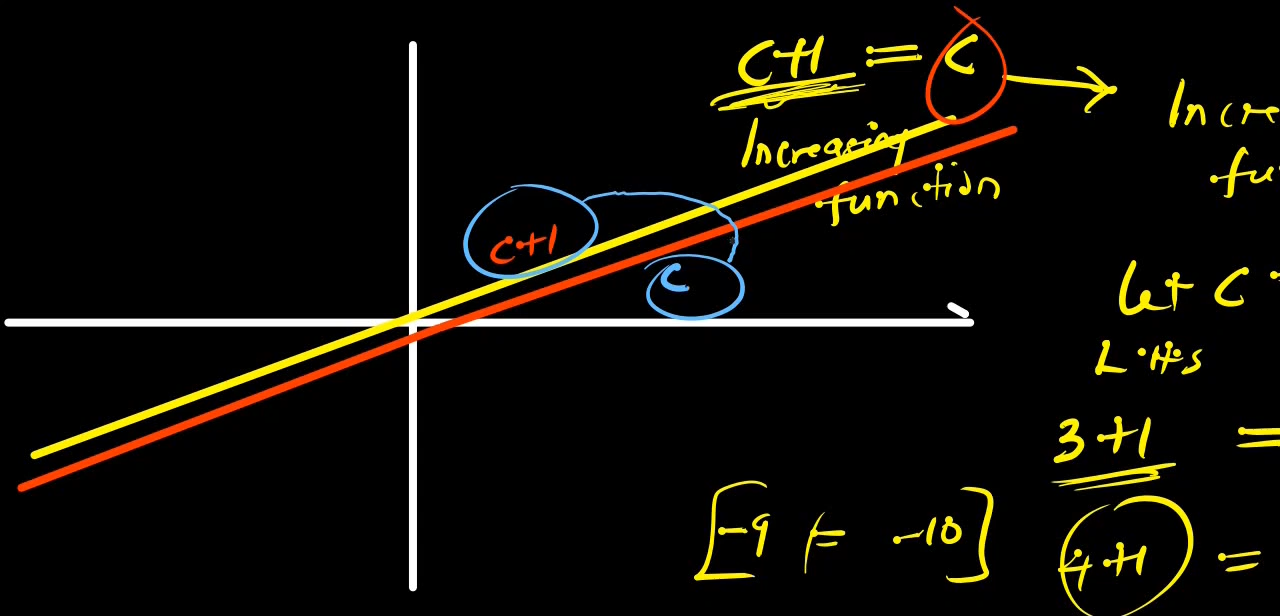 C+1 = C
Increasing
function
Incre
fu
C+1
C
let C
L.H.S
3+1 =
[-9 ≠ -10]
4+1 =